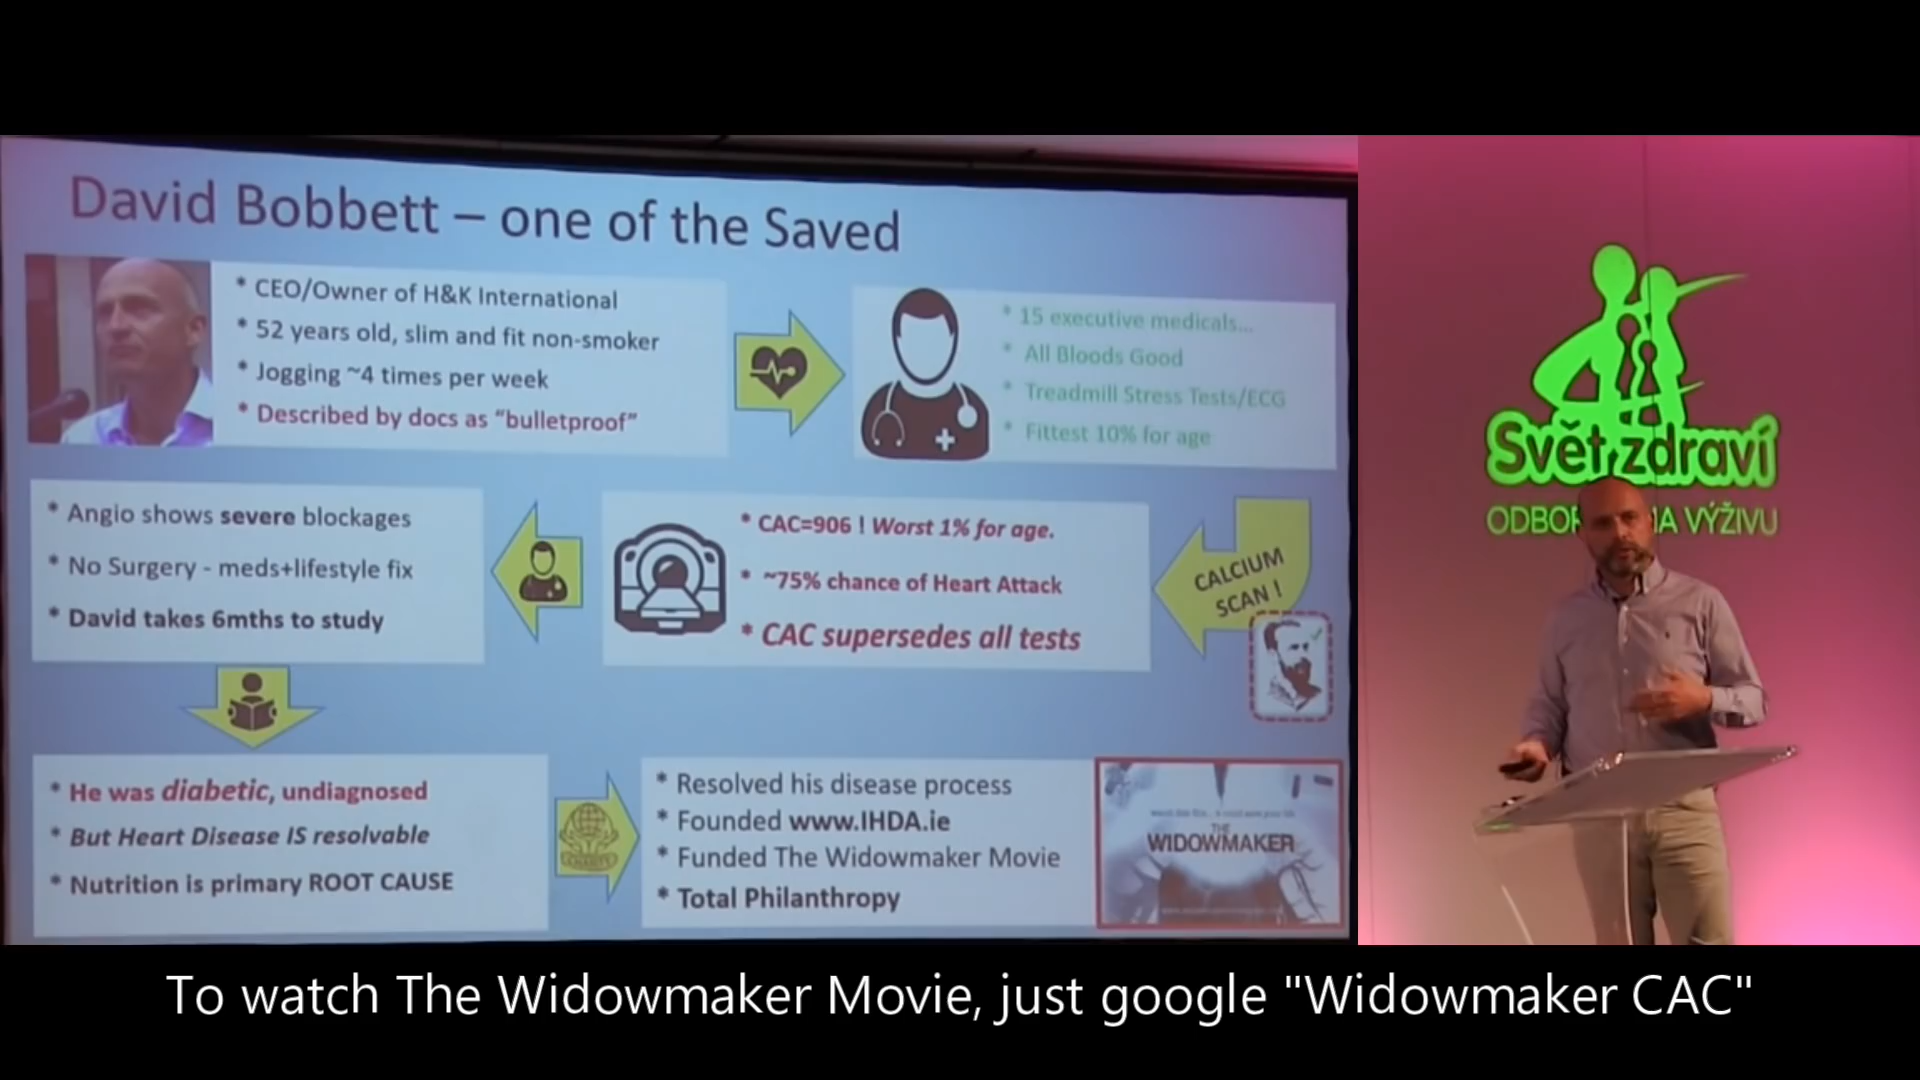 David Bobbett – one of the Saved
* CEO/Owner of H&K International
* 52 years old, slim and fit non-smoker
* Jogging ~4 times per week
* Described by docs as “bulletproof”
* 15 executive medicals...
* All Bloods Good
* Treadmill Stress Tests/ECG
* Fittest 10% for age
CALCIUM
SCAN !
* CAC=906 ! Worst 1% for age.
* ~75% chance of Heart Attack
* CAC supersedes all tests
* Angio shows severe blockages
* No Surgery - meds+lifestyle fix
* David takes 6mths to study
* He was diabetic, undiagnosed
* But Heart Disease IS resolvable
* Nutrition is primary ROOT CAUSE
* Resolved his disease process
* Founded www.IHDA.ie
* Funded The Widowmaker Movie
* Total Philanthropy
THE
WIDOWMAKER
Svět zdraví
VÝŽIVU
To watch The Widowmaker Movie, just google "Widowmaker CAC"